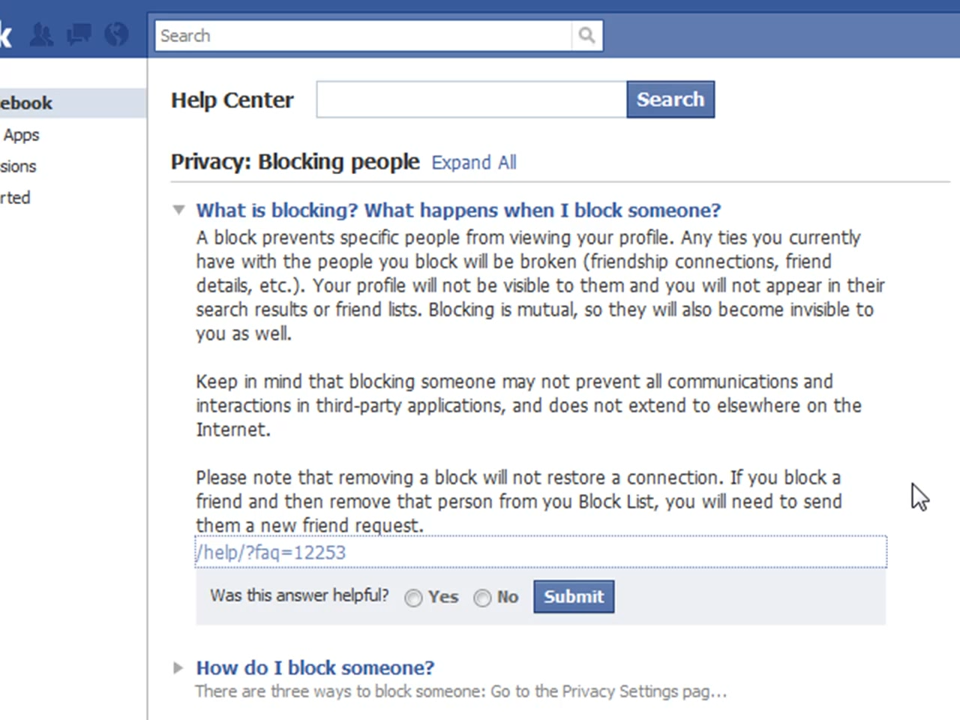 k
Search
ebook
Apps
sions
rted
Help Center
Search
Privacy: Blocking people Expand All
What is blocking? What happens when I block someone?
A block prevents specific people from viewing your profile. Any ties you currently
have with the people you block will be broken (friendship connections, friend
details, etc.). Your profile will not be visible to them and you will not appear in their
search results or friend lists. Blocking is mutual, so they will also become invisible to
you as well.
Keep in mind that blocking someone may not prevent all communications and
interactions in third-party applications, and does not extend to elsewhere on the
Internet.
Please note that removing a block will not restore a connection. If you block a
friend and then remove that person from you Block List, you will need to send
them a new friend request.
/help/?faq=12253
Was this answer helpful? Yes No Submit
How do I block someone?
There are three ways to block someone: Go to the Privacy Settings pag...